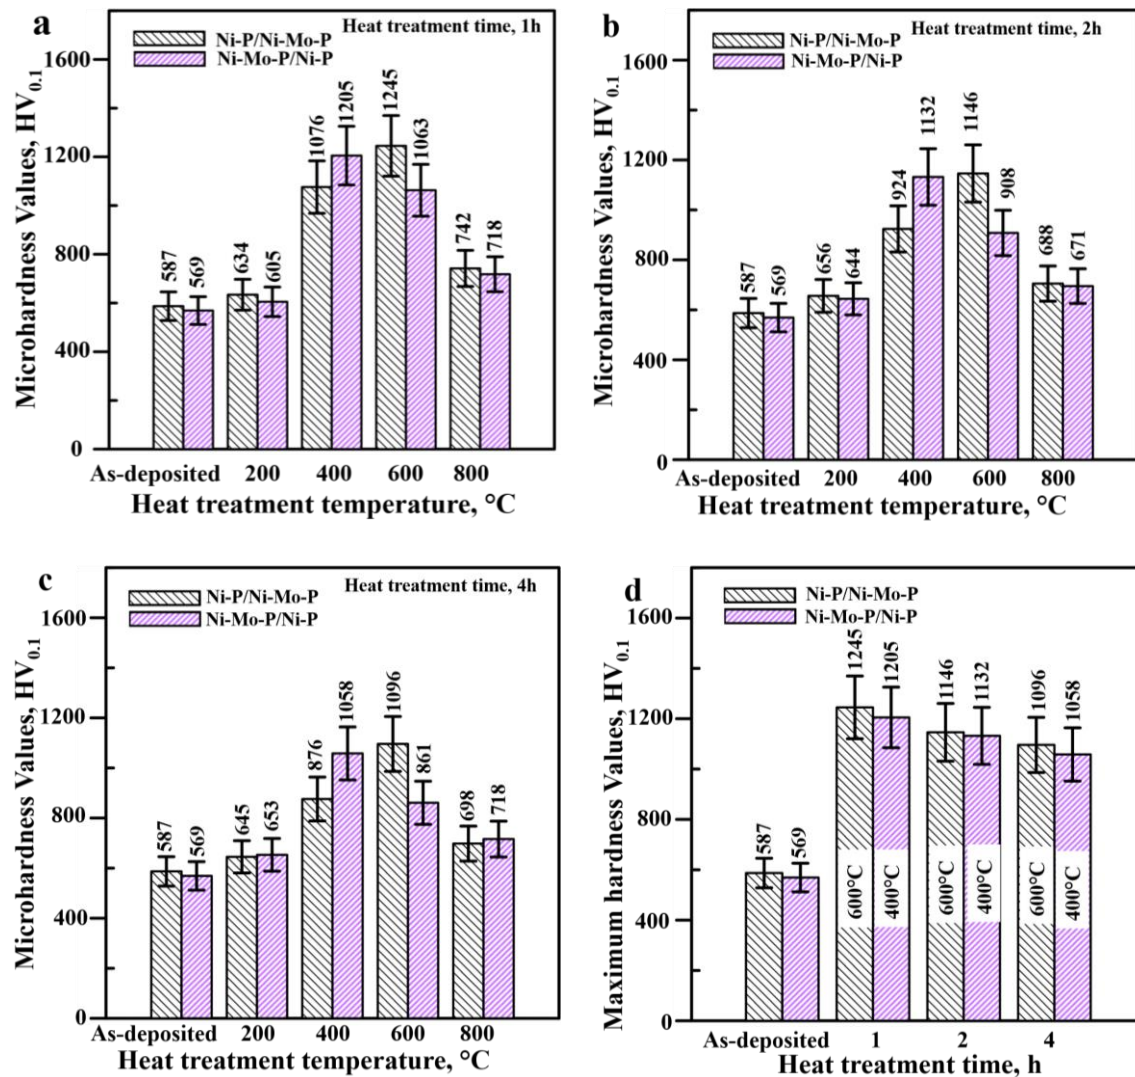 a
Heat treatment time, 1h
Ni-P/Ni-Mo-P
Ni-Mo-P/Ni-P
Microhardness Values, HV0.1
1600
1200
800
400
0
587
569
634
605
1076
1205
1245
1063
742
718
As-deposited 200 400 600 800
Heat treatment temperature, °C
b
Heat treatment time, 2h
Ni-P/Ni-Mo-P
Ni-Mo-P/Ni-P
Microhardness Values, HV0.1
1600
1200
800
400
0
587
569
656
644
924
1132
1146
908
688
671
As-deposited 200 400 600 800
Heat treatment temperature, °C
c
Heat treatment time, 4h
Ni-P/Ni-Mo-P
Ni-Mo-P/Ni-P
Microhardness Values, HV0.1
1600
1200
800
400
0
587
569
645
653
876
1058
1096
861
698
718
As-deposited 200 400 600 800
Heat treatment temperature, °C
d
Ni-P/Ni-Mo-P
Ni-Mo-P/Ni-P
Maximum hardness Values, HV0.1
1600
1200
800
400
0
587
569
1245
1205
1146
1132
1096
1058
600°C
400°C
600°C
400°C
600°C
400°C
As-deposited 1 2 4
Heat treatment time, h